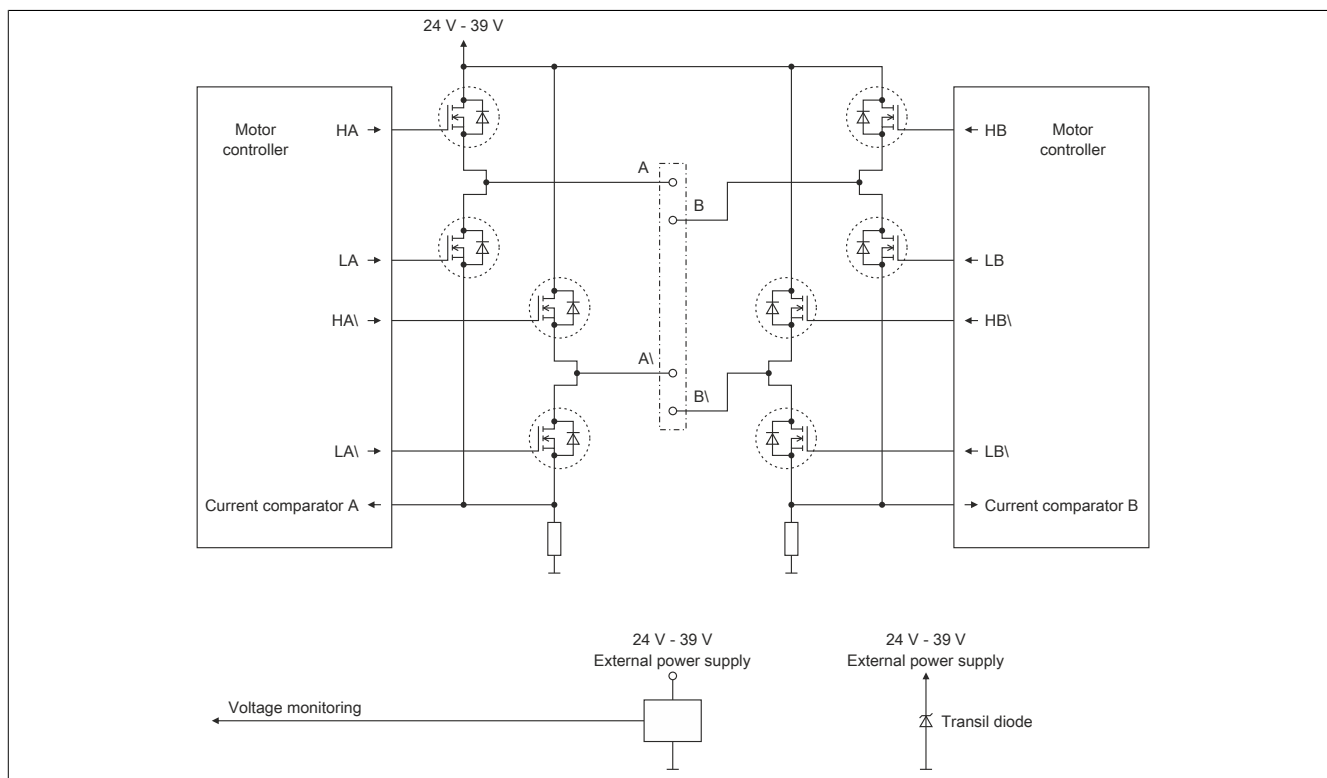 24 V - 39 V
Motor
controller
HA
LA
HA\
LA\
Current comparator A
A
B
A\
B\
HB
Motor
controller
LB
HB\
LB\
Current comparator B
24 V - 39 V
External power supply
24 V - 39 V
External power supply
Voltage monitoring
Transil diode